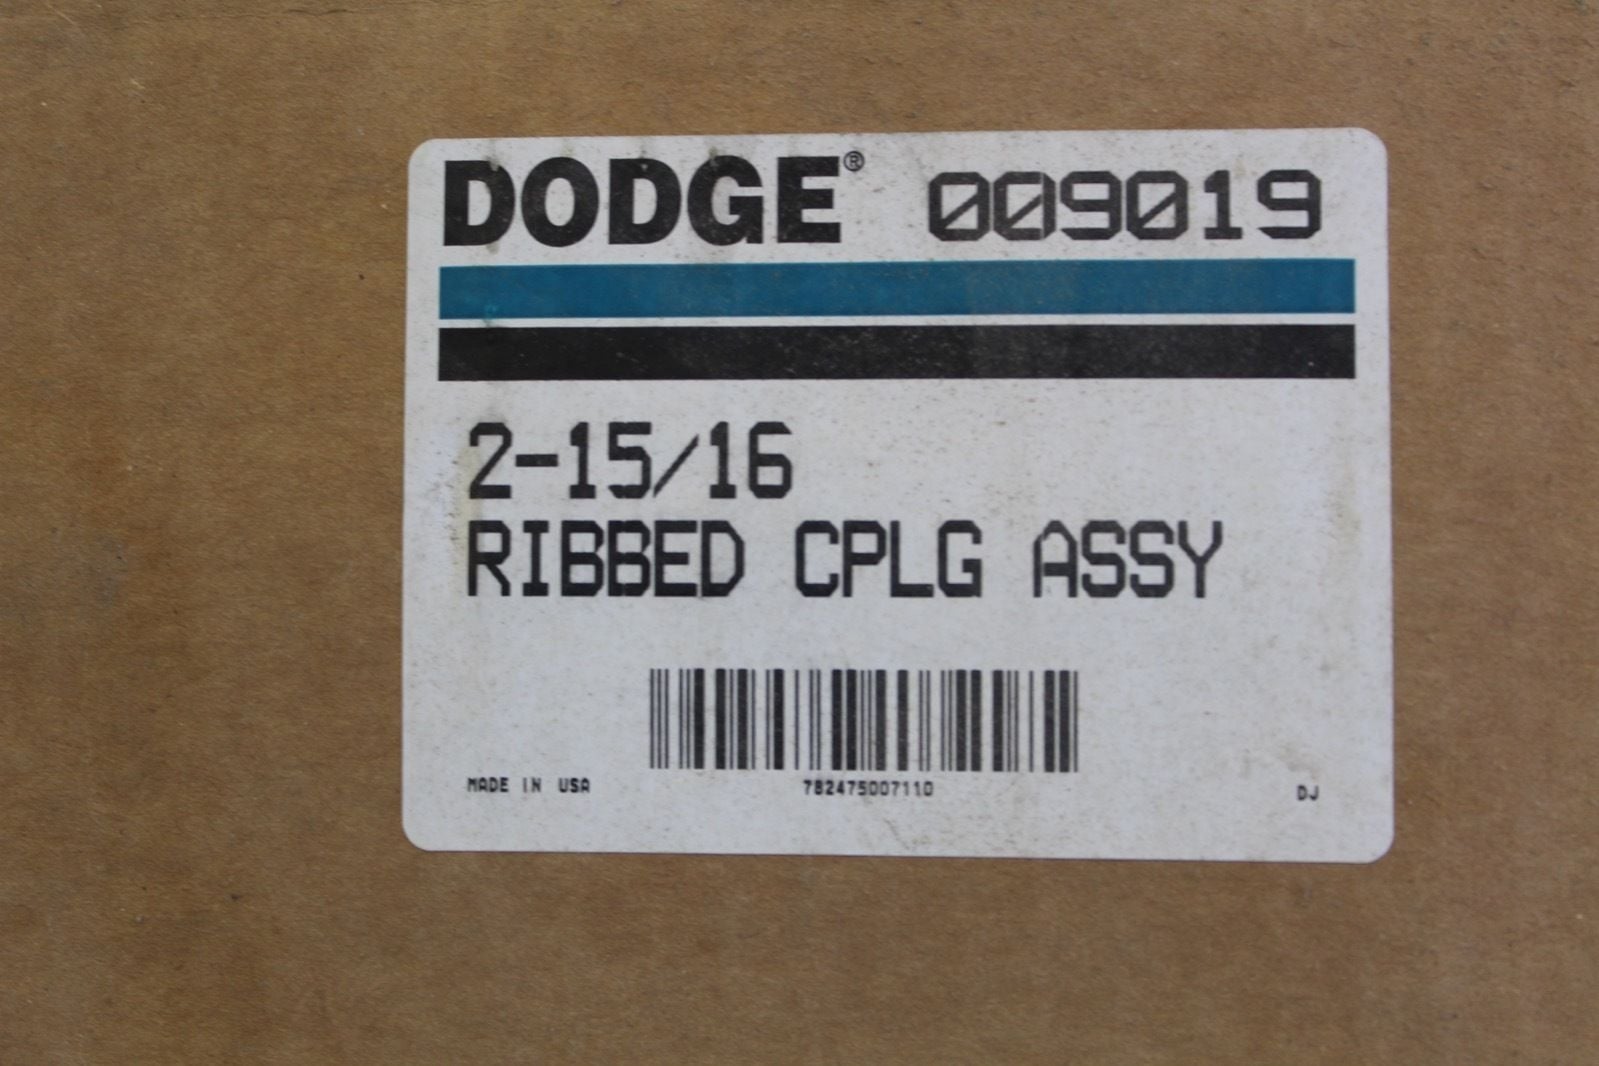 DODGE® 009019
2-15/16
RIBBED CPLG ASSY
MADE IN USA 782475007110 DJ